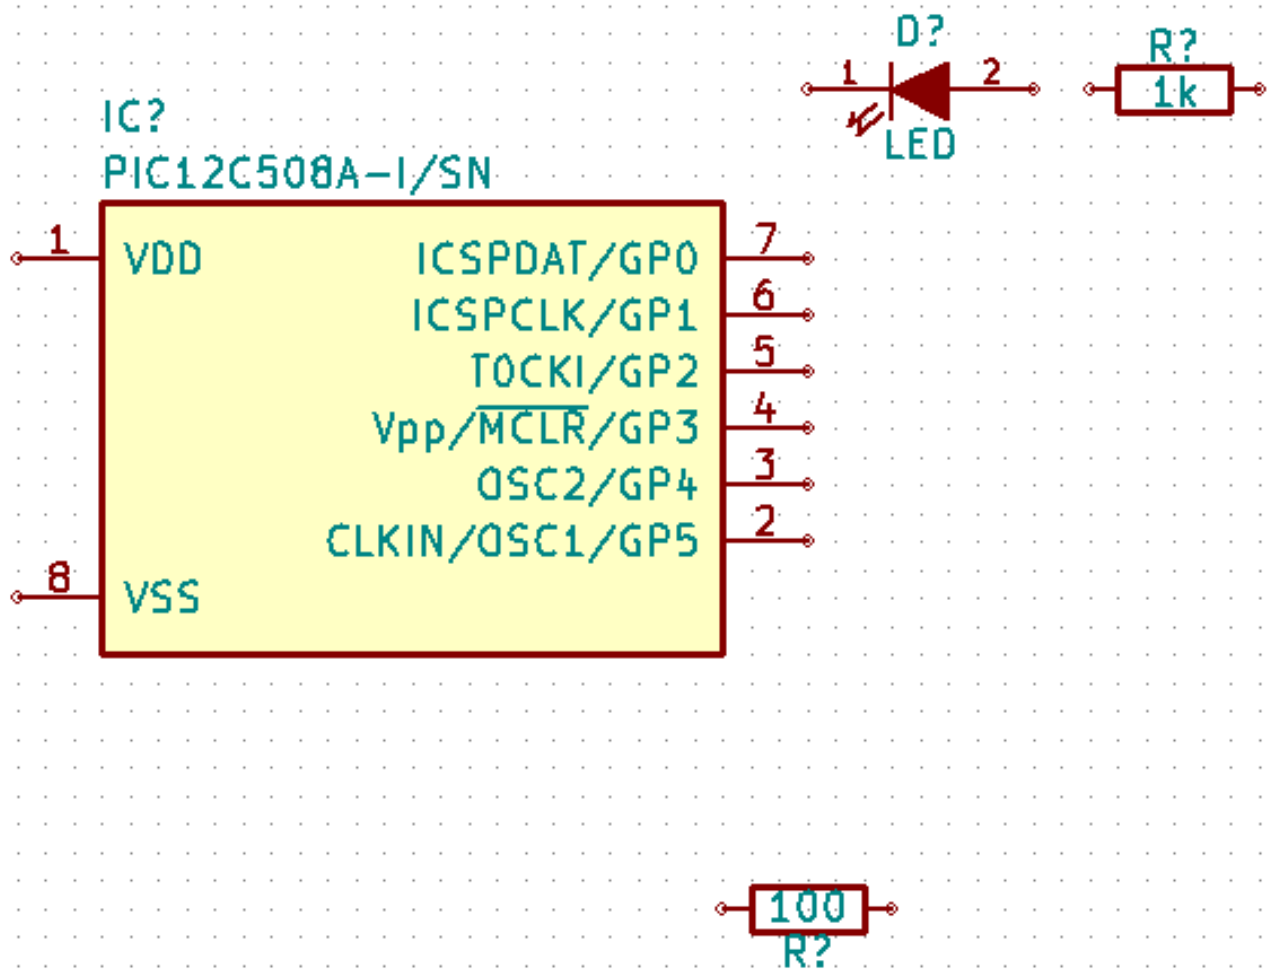 D?
1 2
LED
R?
1k
IC?
PIC12C508A-I/SN
1 VDD ICSPDAT/GP0 7
ICSPCLK/GP1 6
T0CKI/GP2 5
Vpp/MCLR/GP3 4
OSC2/GP4 3
CLKIN/OSC1/GP5 2
8 VSS
100
R?